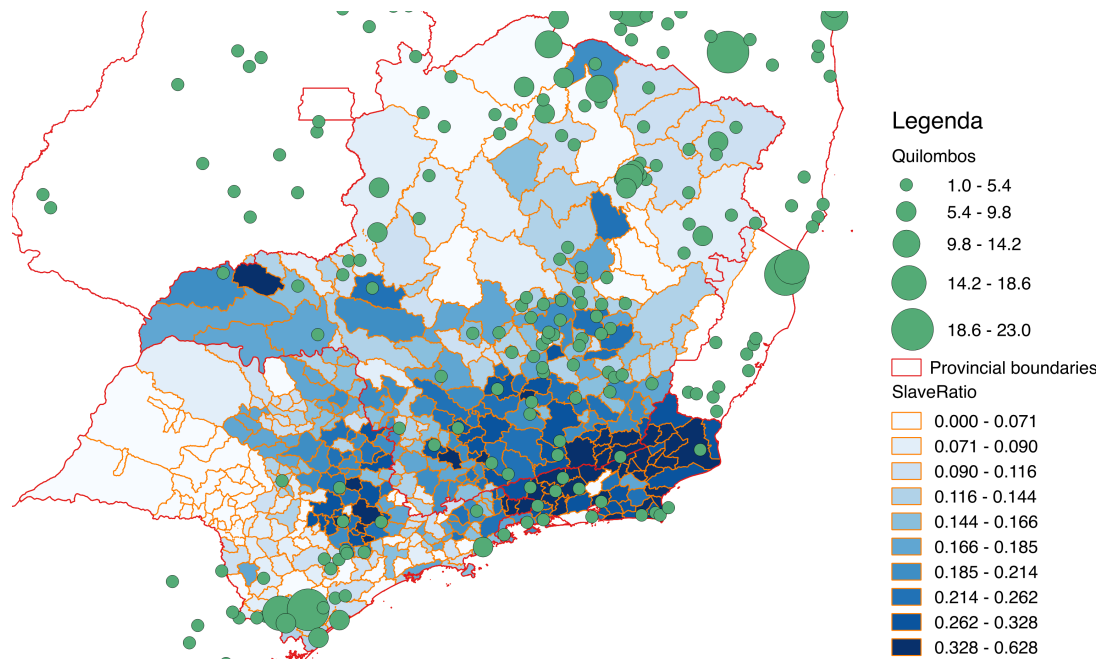 Legenda
Quilombos
1.0 - 5.4
5.4 - 9.8
9.8 - 14.2
14.2 - 18.6
18.6 - 23.0
Provincial boundaries
SlaveRatio
0.000 - 0.071
0.071 - 0.090
0.090 - 0.116
0.116 - 0.144
0.144 - 0.166
0.166 - 0.185
0.185 - 0.214
0.214 - 0.262
0.262 - 0.328
0.328 - 0.628